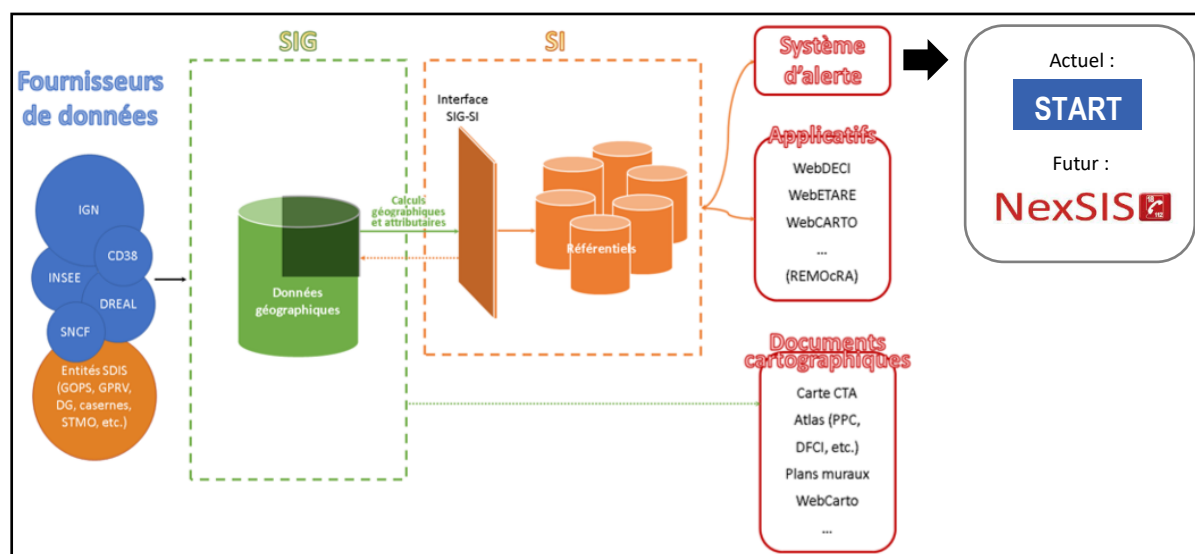 Fournisseurs
de données
IGN
CD38
INSEE
DREAL
SNCF
Entités SDIS
(GOPS, GPRV,
DG, casernes,
STMO, etc.)
SIG
Données
géographiques
Calculs
géographiques
et attributaires
SI
Interface
SIG-SI
Référentiels
Système
d'alerte
Applicatifs
WebDECI
WebETARE
WebCARTO
...
(REMOcRA)
Documents
cartographiques
Carte CTA
Atlas (PPC,
DFCI, etc.)
Plans muraux
WebCarto
...
Actuel :
START
Futur :
NexSIS
18
112